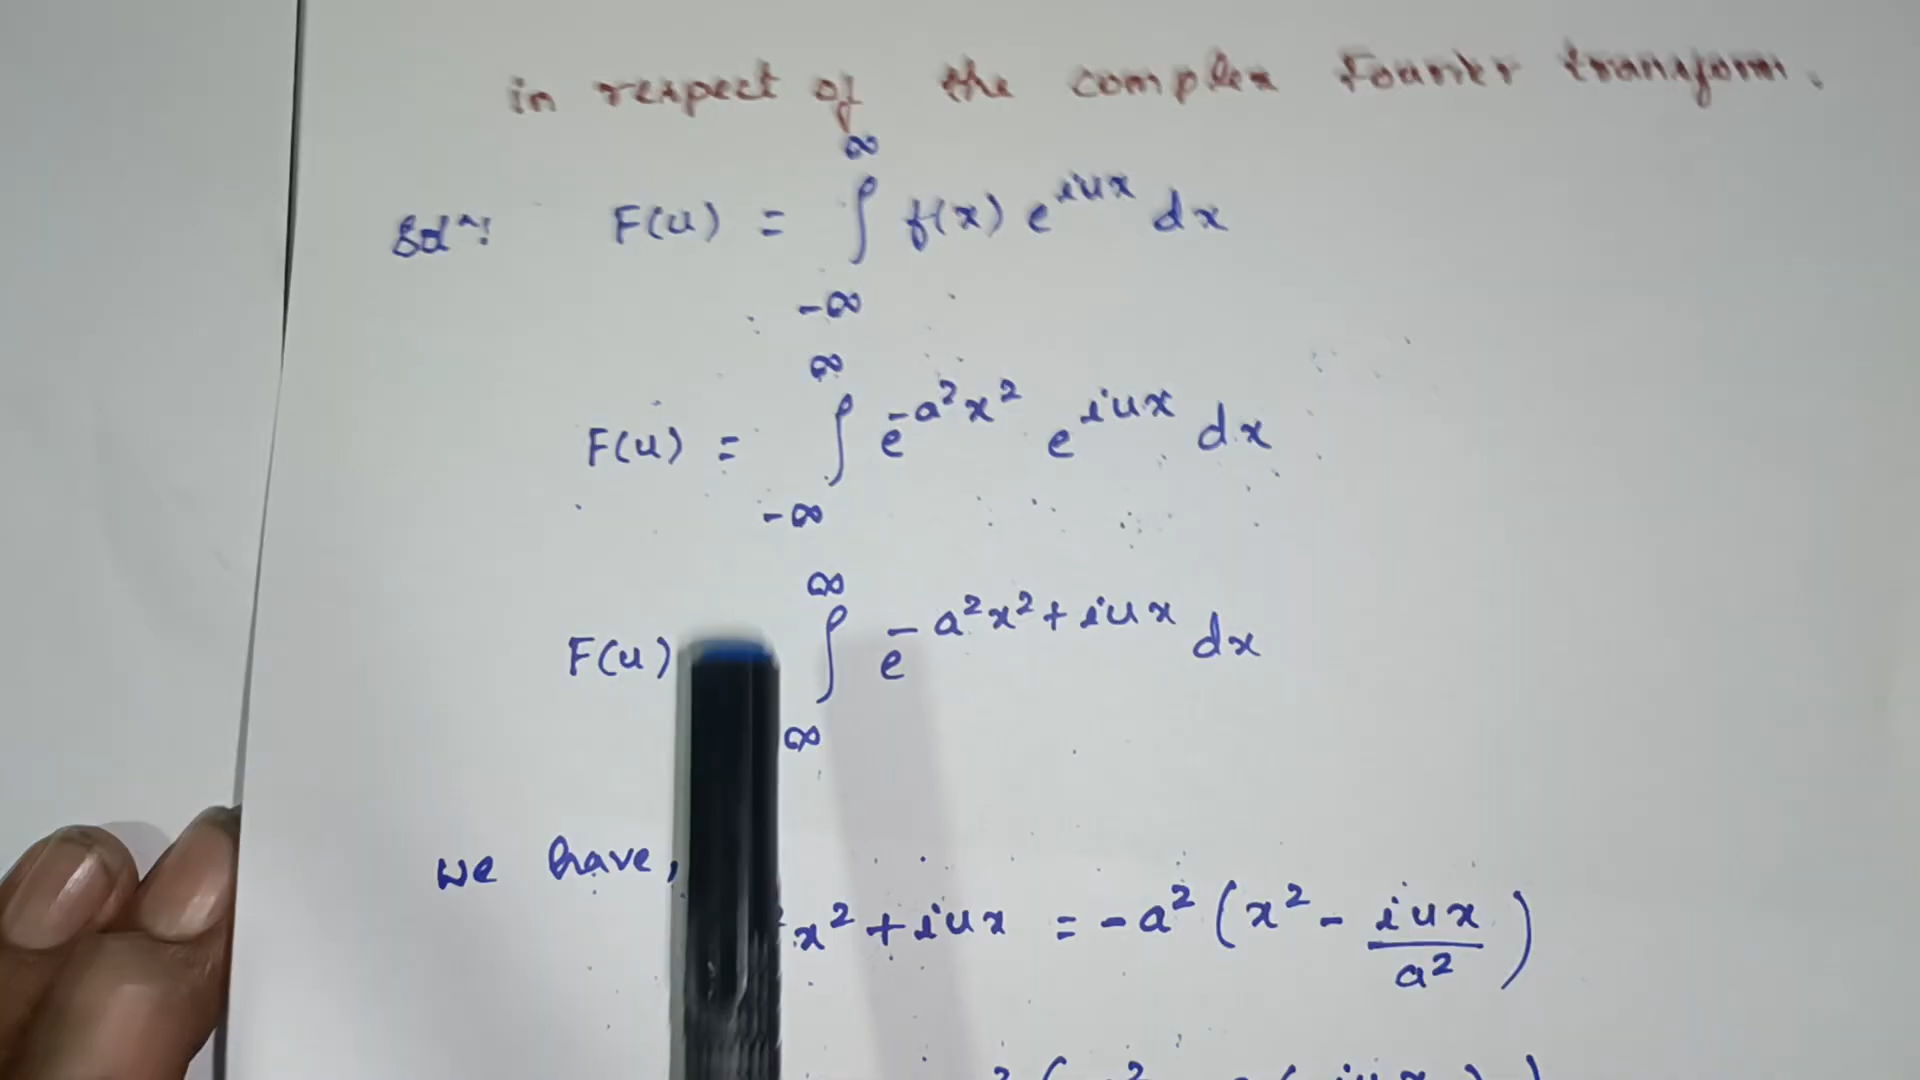 in respect of the complex Fourier transform.
Solⁿ: F(u) = ∫_{-∞}^{∞} f(x) e^{iux} dx
F(u) = ∫_{-∞}^{∞} e^{-a²x²} e^{iux} dx
F(u) ∫_{∞}^{∞} e^{-a²x²+iux} dx
we have,
x² + iux = -a² (x² - iux/a²)